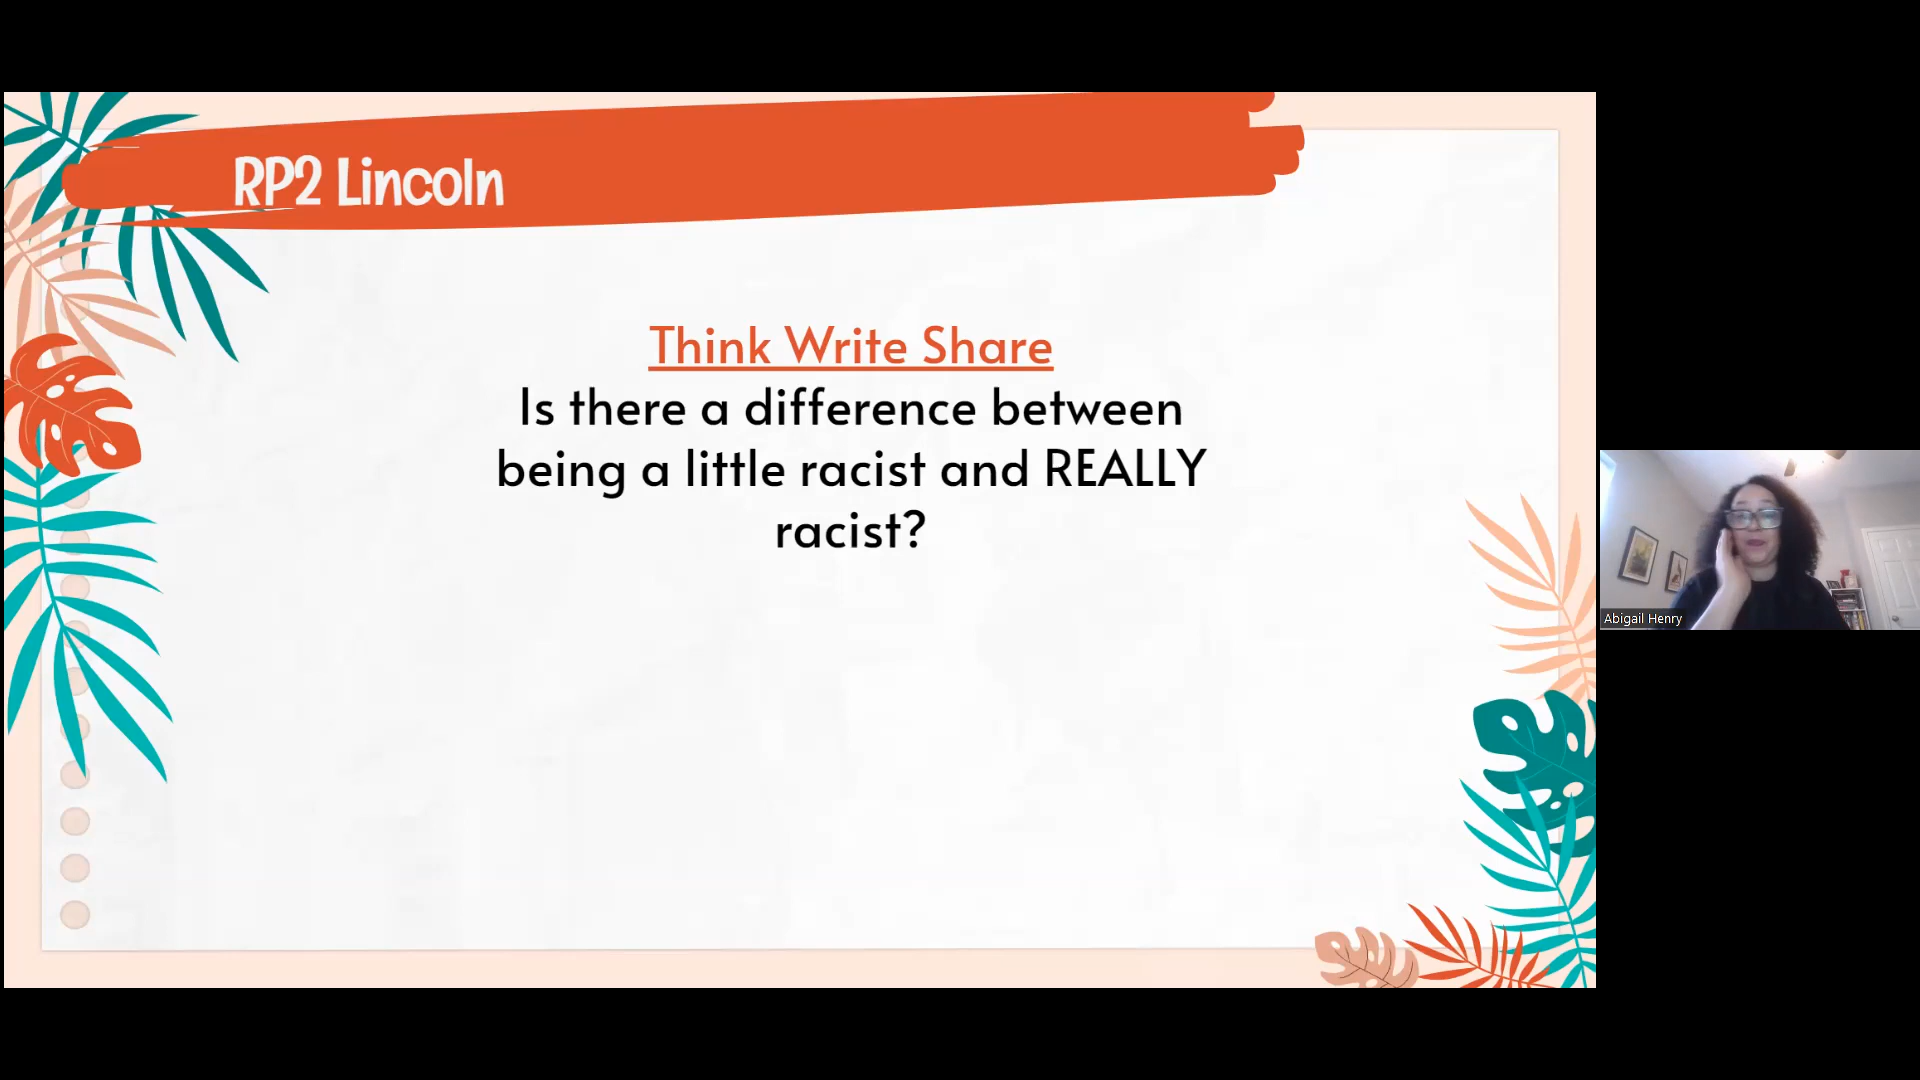 RP2 Lincoln
Think Write Share
Is there a difference between
being a little racist and REALLY
racist?
Abigail Henry